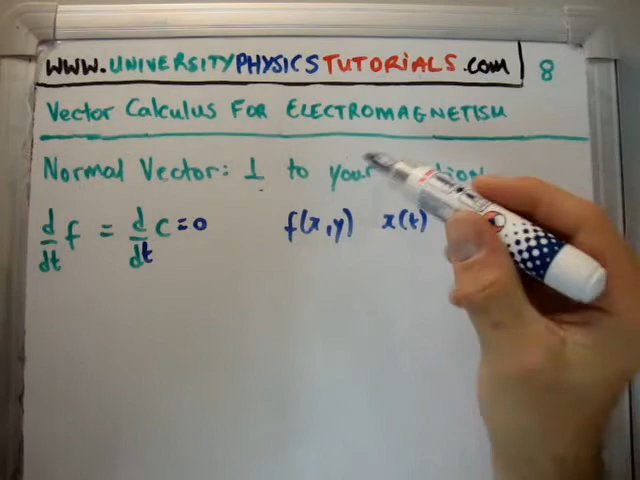 WWW.UNIVERSITYPHYSICSTUTORIALS.COM 8
Vector Calculus FOR ELECTROMAGNETISM
Normal Vector: ⊥ to your
d/dt f = d/dt c = 0 f(x,y) x(t)